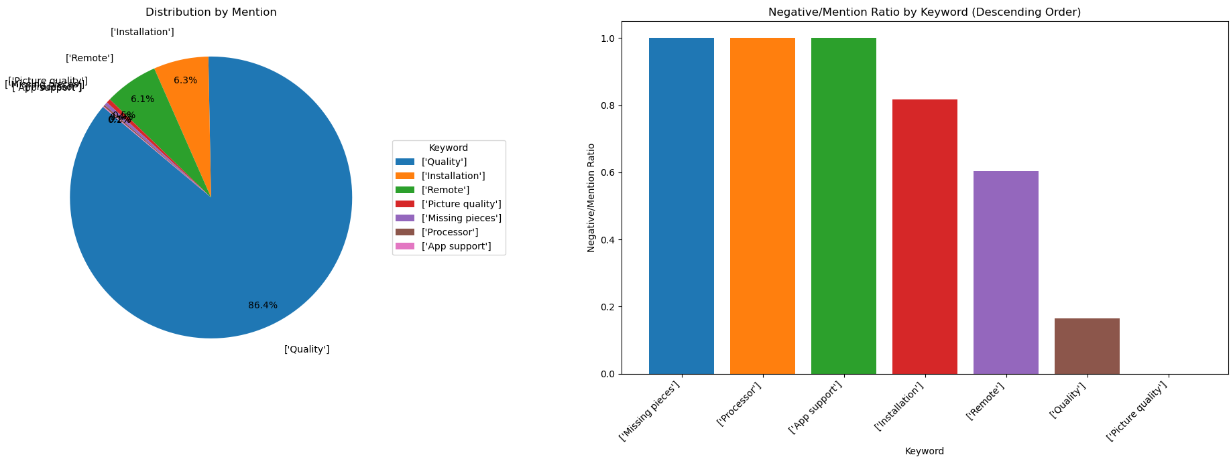 Distribution by Mention
['Installation']
['Remote']
['Picture quality']
['App support']
6.3%
6.1%
86.4%
['Quality']
Keyword
['Quality']
['Installation']
['Remote']
['Picture quality']
['Missing pieces']
['Processor']
['App support']
Negative/Mention Ratio by Keyword (Descending Order)
Negative/Mention Ratio
1.0
0.8
0.6
0.4
0.2
0.0
['Missing pieces']
['Processor']
['App support']
['Installation']
['Remote']
['Quality']
['Picture quality']
Keyword